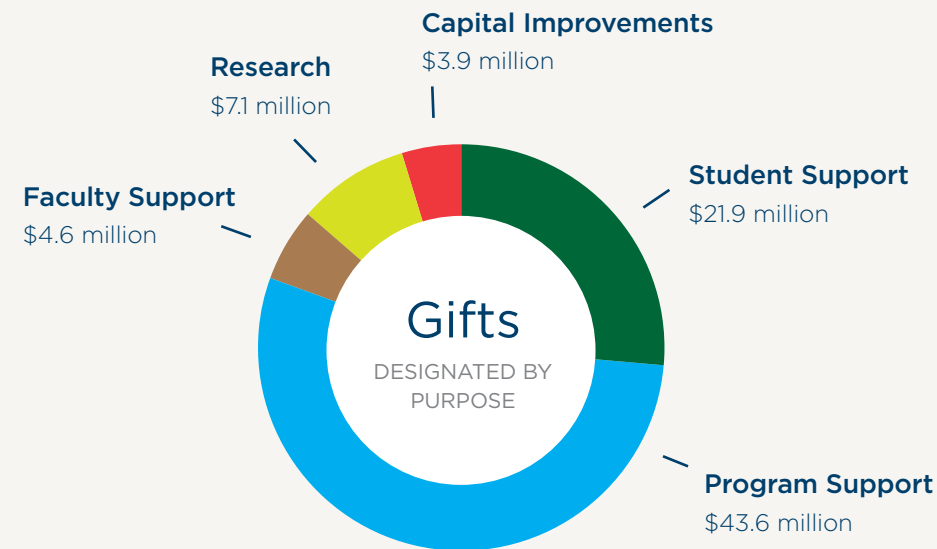 Capital Improvements
$3.9 million
Research
$7.1 million
Student Support
$21.9 million
Faculty Support
$4.6 million
Gifts
DESIGNATED BY
PURPOSE
Program Support
$43.6 million